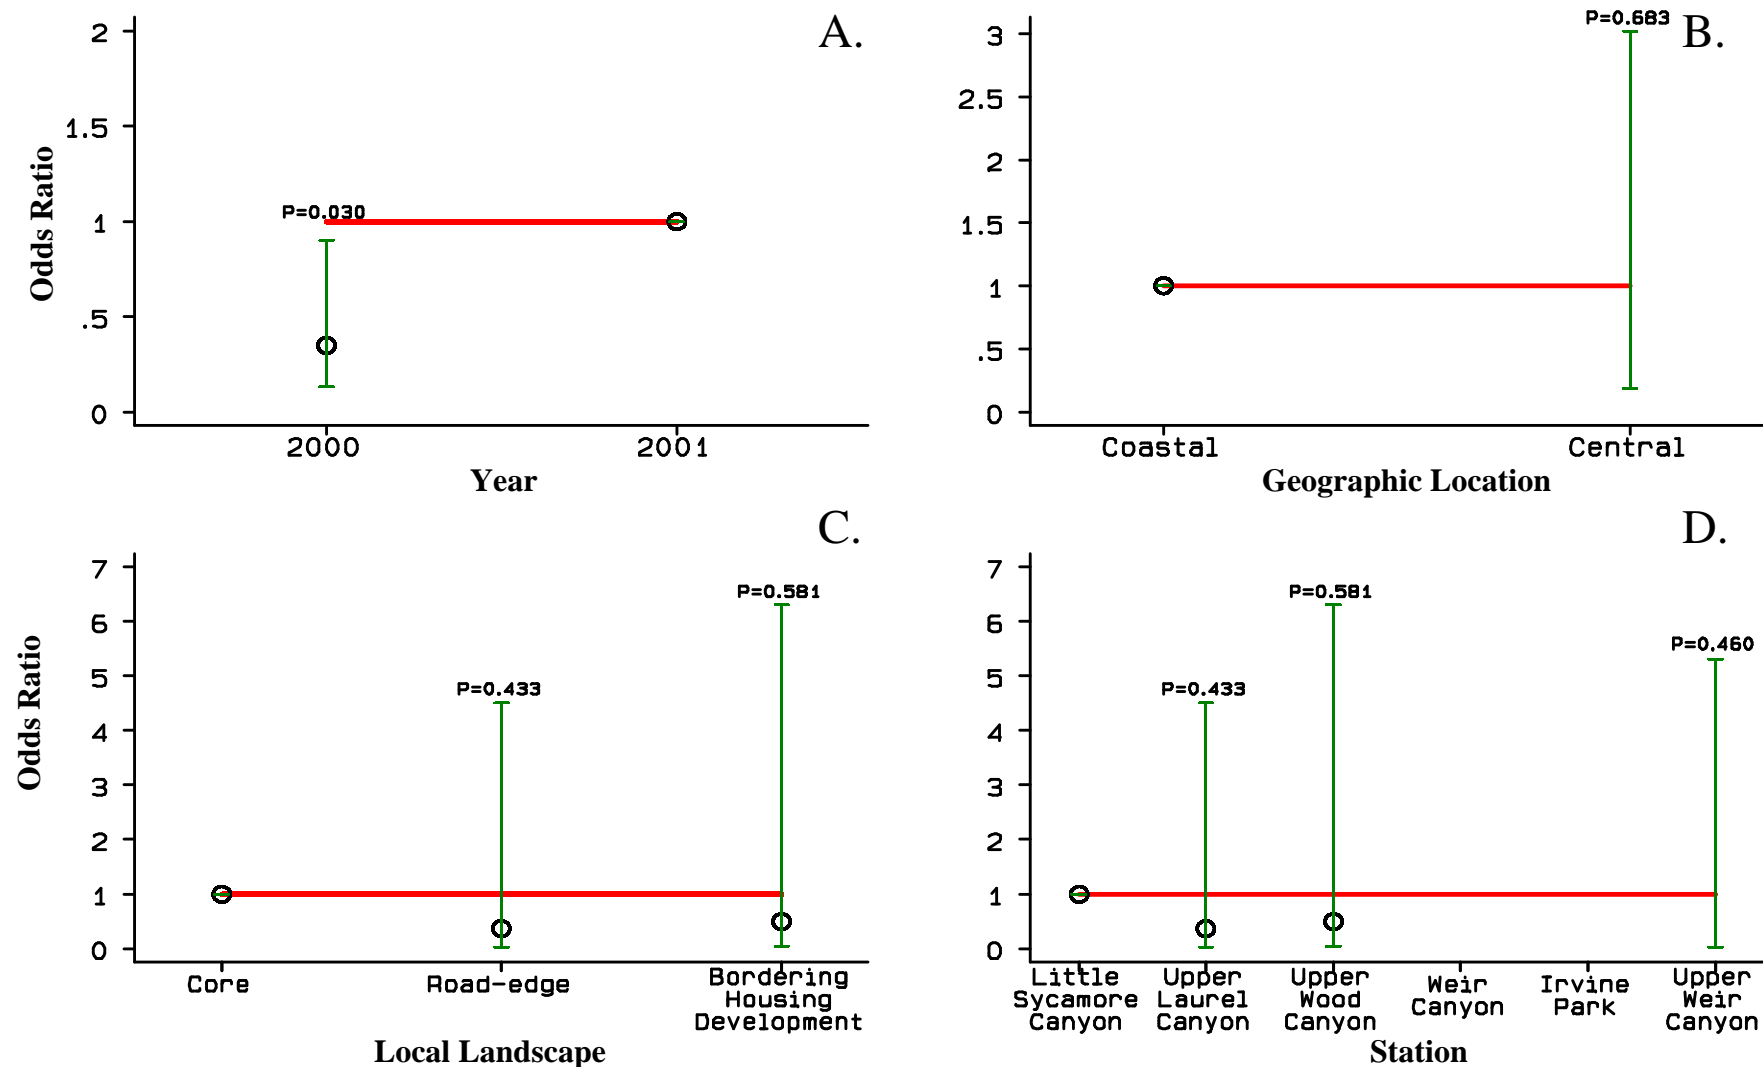 A.
2
1.5
1
.5
0
Odds Ratio
P=0.030
2000
2001
Year
B.
3
2.5
2
1.5
1
.5
0
P=0.683
Coastal
Central
Geographic Location
C.
7
6
5
4
3
2
1
0
Odds Ratio
P=0.433
P=0.581
Core
Road-edge
Bordering
Housing
Development
Local Landscape
D.
7
6
5
4
3
2
1
0
P=0.433
P=0.581
P=0.460
Little
Sycamore
Canyon
Upper
Laurel
Canyon
Upper
Wood
Canyon
Weir
Canyon
Irvine
Park
Upper
Weir
Canyon
Station